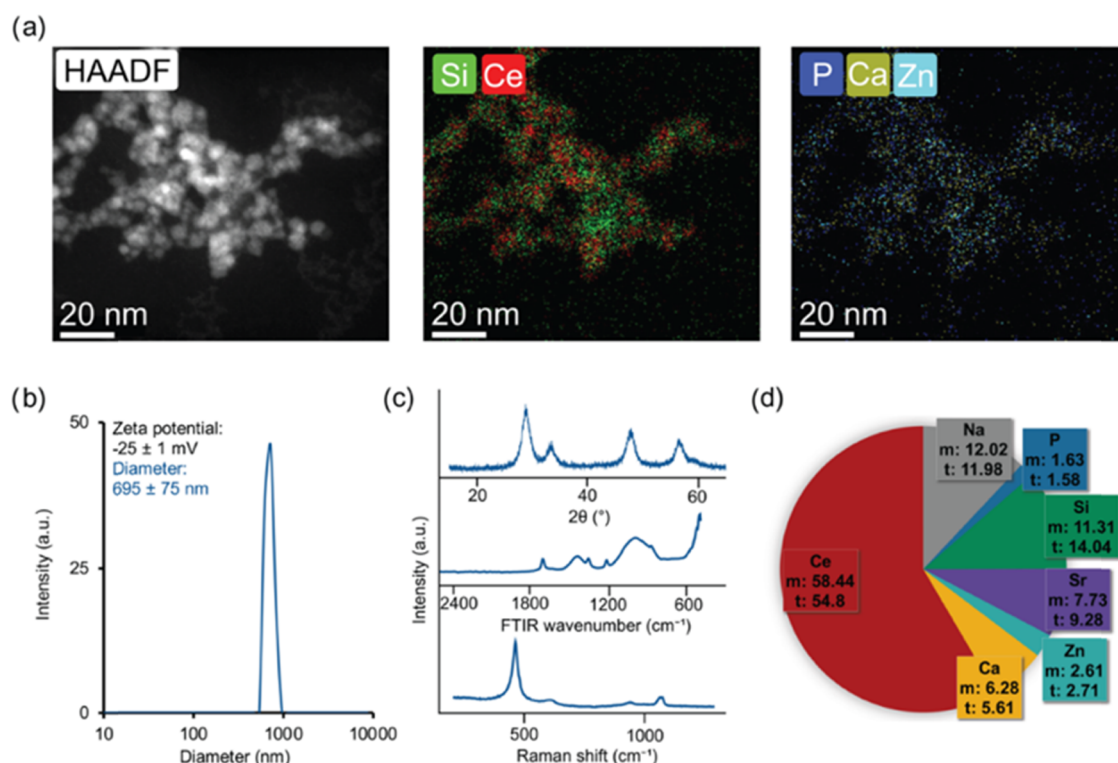 (a)
HAADF
20 nm
Si Ce
20 nm
P Ca Zn
20 nm
(b)
50
25
0
Intensity (a.u.)
Zeta potential:
-25 ± 1 mV
Diameter:
695 ± 75 nm
10 100 1000 10000
Diameter (nm)
(c)
Intensity (a.u.)
20 40 60
2θ (°)
2400 1800 1200 600
FTIR wavenumber (cm⁻¹)
500 1000
Raman shift (cm⁻¹)
(d)
Na
m: 12.02
t: 11.98
P
m: 1.63
t: 1.58
Si
m: 11.31
t: 14.04
Sr
m: 7.73
t: 9.28
Zn
m: 2.61
t: 2.71
Ca
m: 6.28
t: 5.61
Ce
m: 58.44
t: 54.8